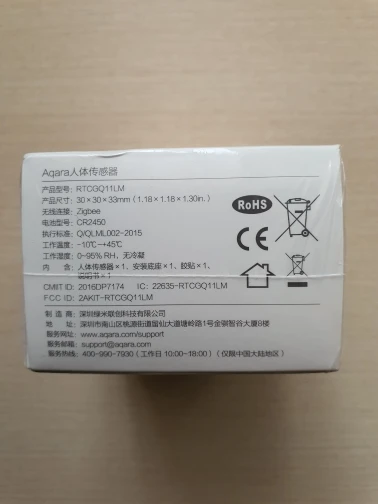 Aqara人体传感器
产品型号: RTCGQ11LM
产品尺寸: 30×30×33mm (1.18×1.18×1.30in.)
无线连接: Zigbee
电池型号: CR2450
执行标准: Q/QLML002-2015
工作温度: -10℃~+45℃
工作湿度: 0~95% RH, 无冷凝
内 含: 人体传感器×1、安装底座×1、胶贴×1、
说明书×1
CMIIT ID: 2016DP7174 IC: 22635-RTCGQ11LM
FCC ID: 2AKIT-RTCGQ11LM
制 造 商: 深圳绿米联创科技有限公司
地 址: 深圳市南山区桃源街道留仙大道塘岭路1号金骐智谷大厦8楼
服务网址: www.aqara.com/support
服务邮箱: support@aqara.com
服务热线: 400-990-7930 (工作日 10:00-18:00) (仅限中国大陆地区)
RoHS
CE